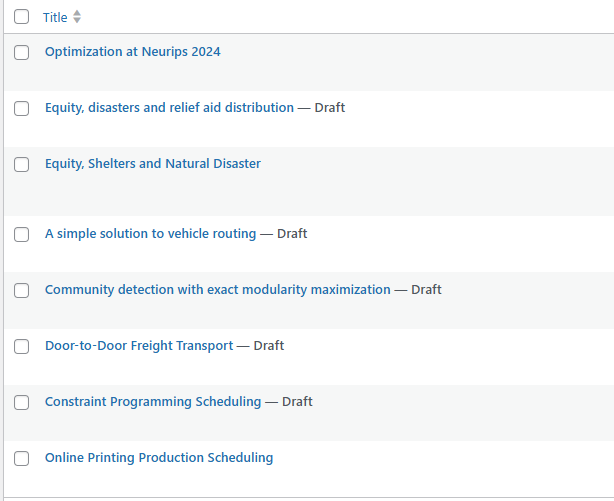 Title
Optimization at Neurips 2024
Equity, disasters and relief aid distribution — Draft
Equity, Shelters and Natural Disaster
A simple solution to vehicle routing — Draft
Community detection with exact modularity maximization — Draft
Door-to-Door Freight Transport — Draft
Constraint Programming Scheduling — Draft
Online Printing Production Scheduling